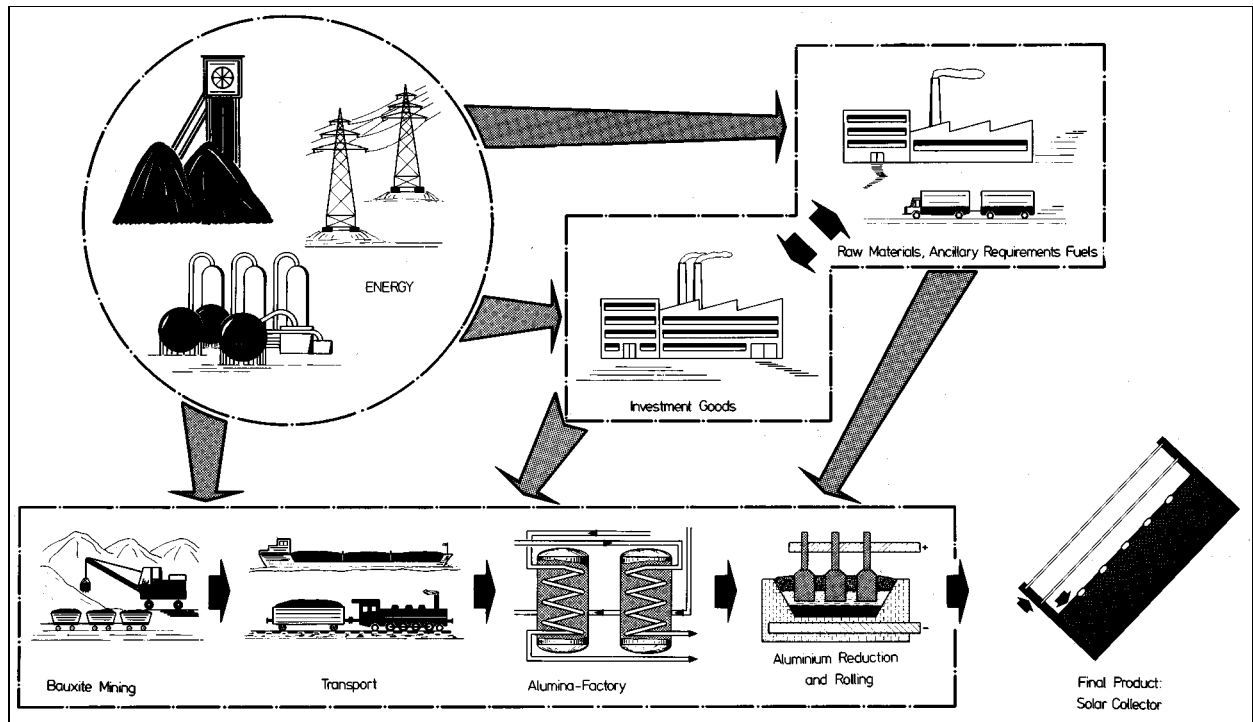 ENERGY
Raw Materials, Ancillary Requirements Fuels
Investment Goods
+
-
Bauxite Mining
Transport
Alumina-Factory
Aluminium Reduction
and Rolling
Final Product:
Solar Collector